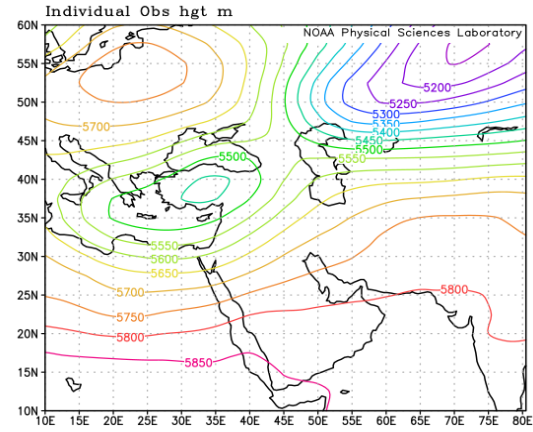 Individual Obs hgt m
NOAA Physical Sciences Laboratory
60N
55N
50N
45N
40N
35N
30N
25N
20N
15N
10N
5200
5250
5300
5350
5400
5450
5500
5550
5700
5500
5550
5600
5650
5700
5750
5800
5800
5850
10E 15E 20E 25E 30E 35E 40E 45E 50E 55E 60E 65E 70E 75E 80E